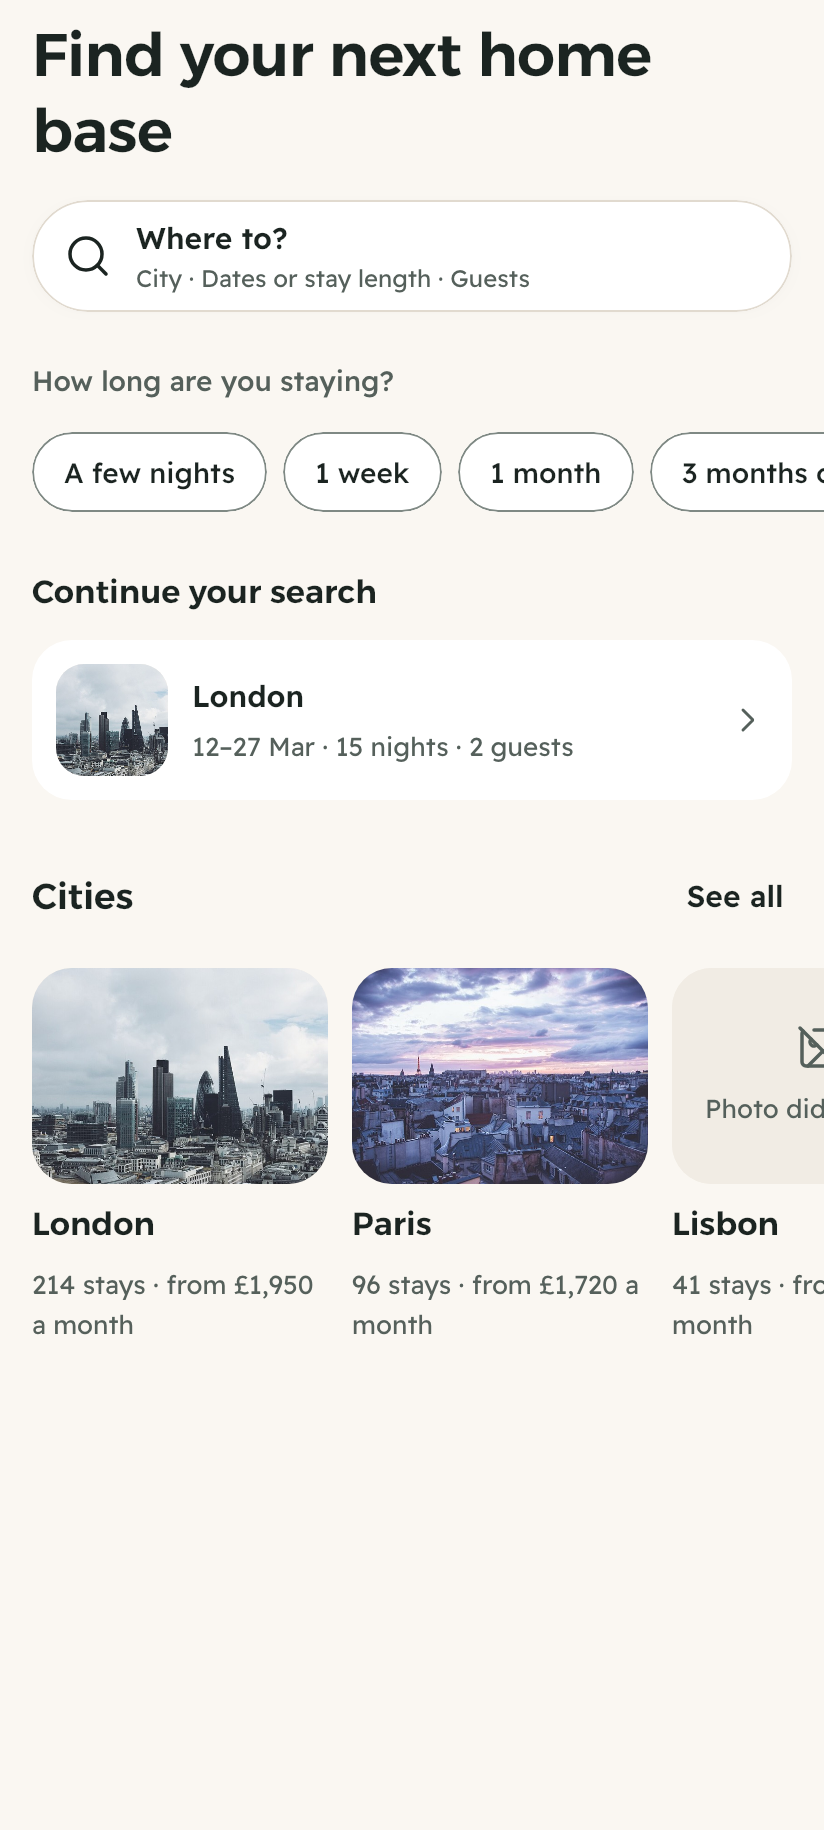 Find your next home
base
Where to?
City · Dates or stay length · Guests
How long are you staying?
A few nights
1 week
1 month
3 months
Continue your search
London
12–27 Mar · 15 nights · 2 guests
Cities
See all
Photo did
London
214 stays · from £1,950
a month
Paris
96 stays · from £1,720 a
month
Lisbon
41 stays ·
month